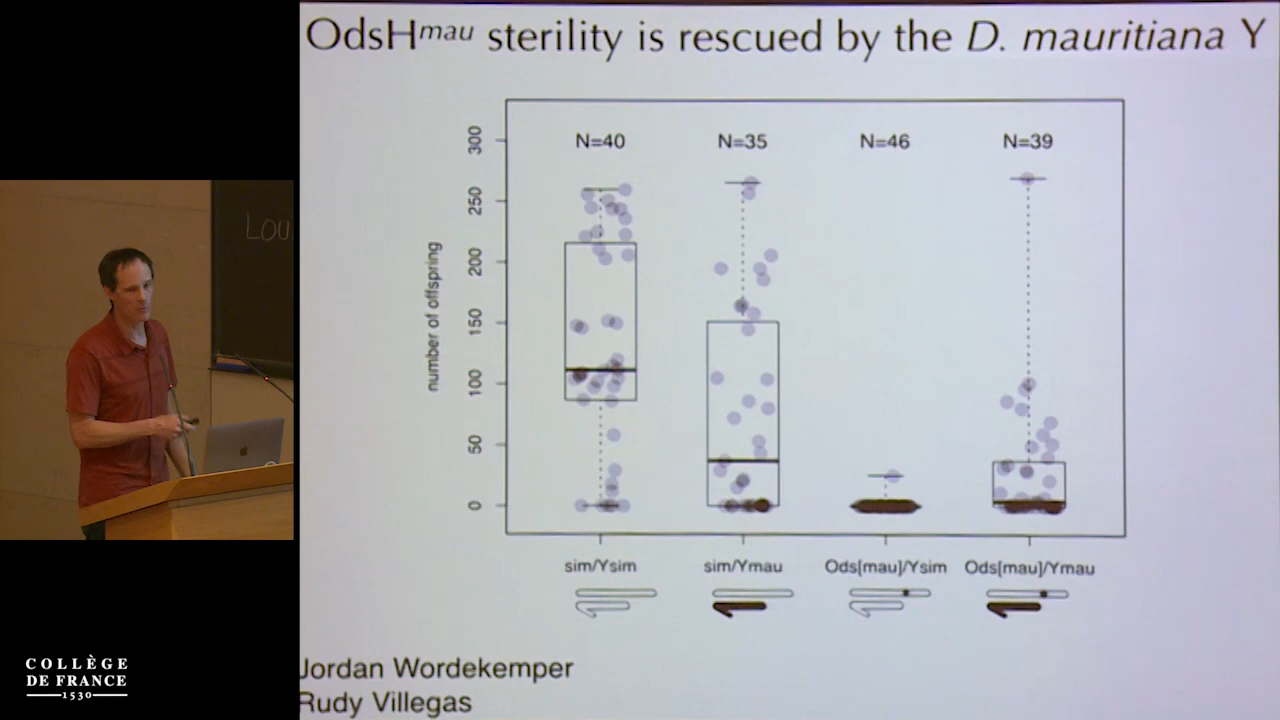 OdsHmau sterility is rescued by the D. mauritiana Y
N=40 N=35 N=46 N=39
300
250
200
150
100
50
0
number of offspring
sim/Ysim sim/Ymau Ods[mau]/Ysim Ods[mau]/Ymau
Jordan Wordekemper
Rudy Villegas
LOU
COLLÈGE
DE FRANCE
1530